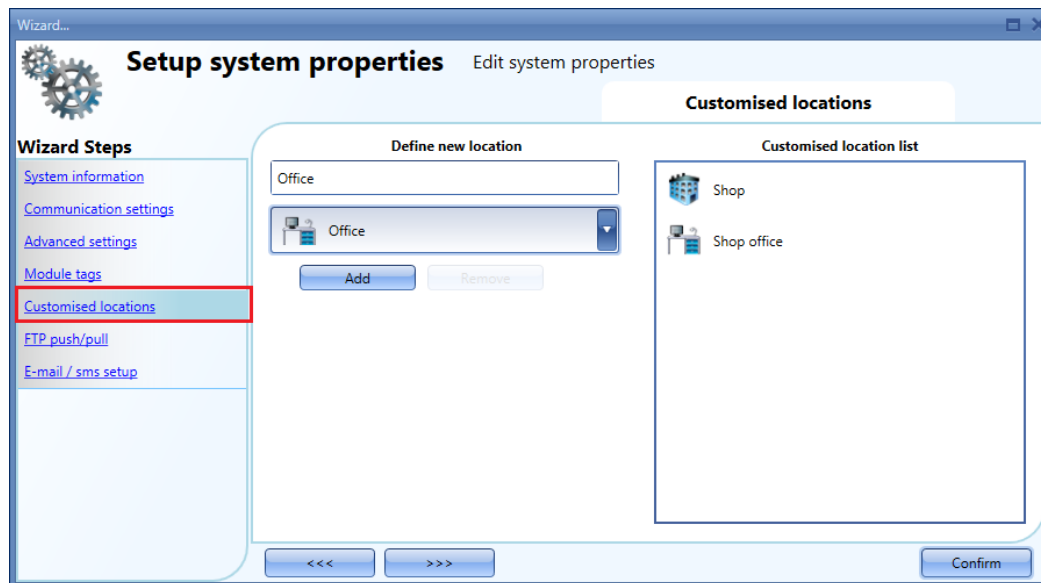 Wizard...
Setup system properties Edit system properties
Customised locations
Wizard Steps
System information
Communication settings
Advanced settings
Module tags
Customised locations
FTP push/pull
E-mail / sms setup
Define new location
Office
Office
Add Remove
Customised location list
Shop
Shop office
<<< >>> Confirm